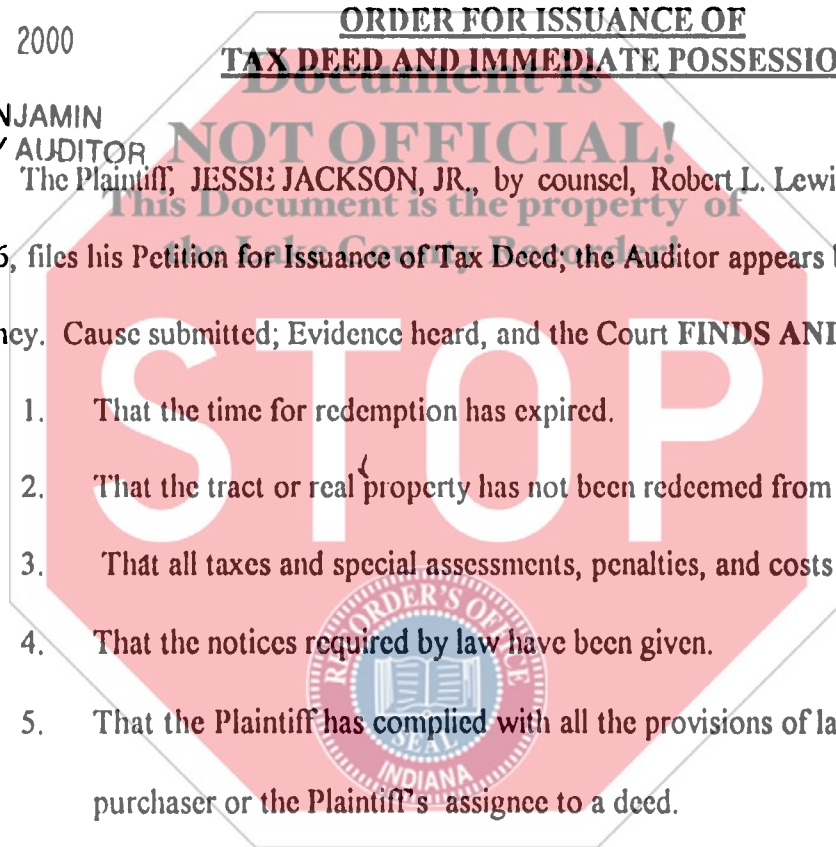 ORDER FOR ISSUANCE OF
2000
TAX DEED AND IMMEDIATE POSSESSIO
Document is
NJAMIN
NOT OFFICIAL!
Y AUDITOR
The Plaintiff, JESSE JACKSON, JR., by counsel, Robert L. Lewi
This Document is the property of
6, files his Petition for Issuance of Tax Deed; the Auditor appears
the Lake County Recorder!
ney. Cause submitted; Evidence heard, and the Court FINDS AND
STOP
1. That the time for redemption has expired.
2. That the tract or real property has not been redeemed from
3. That all taxes and special assessments, penalties, and costs
RECORDER'S OFFICE
4. That the notices required by law have been given.
5. That the Plaintiff has complied with all the provisions of la
SEAL
INDIANA
purchaser or the Plaintiff's assignee to a deed.